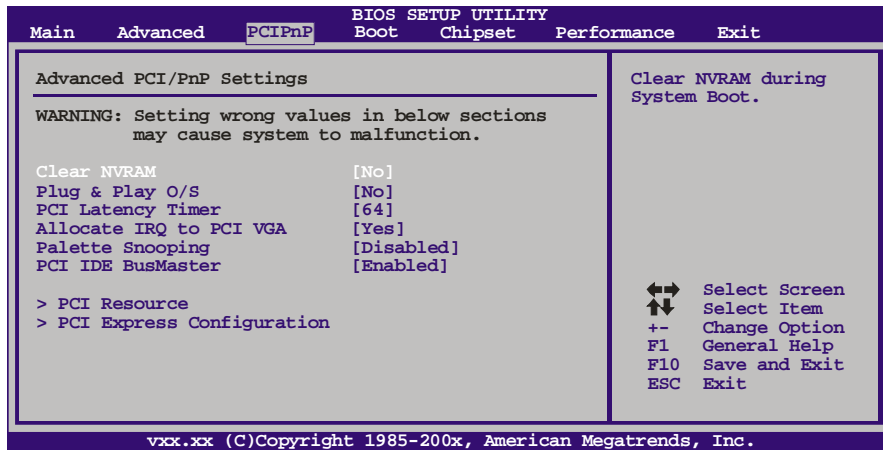 BIOS SETUP UTILITY
Main Advanced PCIPnP Boot Chipset Performance Exit
Advanced PCI/PnP Settings
WARNING: Setting wrong values in below sections
may cause system to malfunction.
Clear NVRAM [No]
Plug & Play O/S [No]
PCI Latency Timer [64]
Allocate IRQ to PCI VGA [Yes]
Palette Snooping [Disabled]
PCI IDE BusMaster [Enabled]
> PCI Resource
> PCI Express Configuration
Clear NVRAM during
System Boot.
Select Screen
Select Item
+- Change Option
F1 General Help
F10 Save and Exit
ESC Exit
vxx.xx (C)Copyright 1985-200x, American Megatrends, Inc.